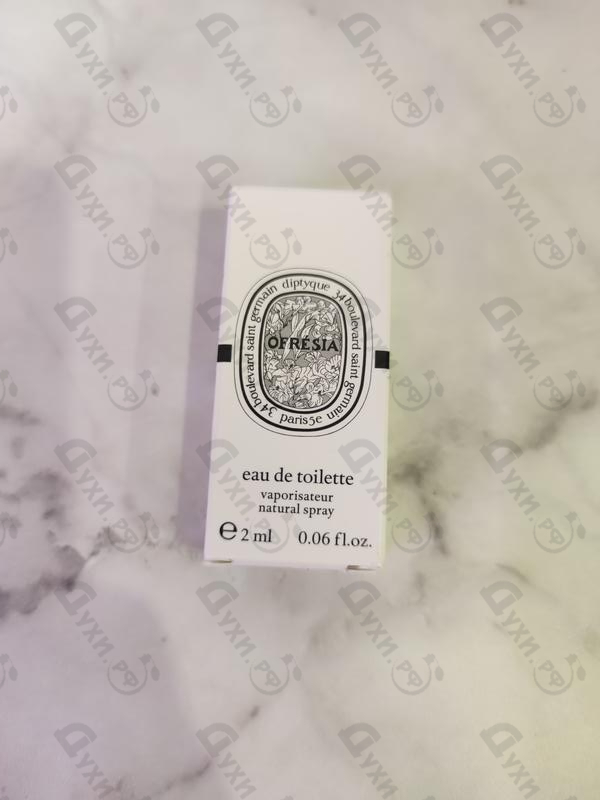 diptyque 34 boulevard saint germain paris 5e 34 boulevard saint germain
OFRÉSIA
eau de toilette
vaporisateur
natural spray
e 2 ml 0.06 fl.oz.
Духи.рф